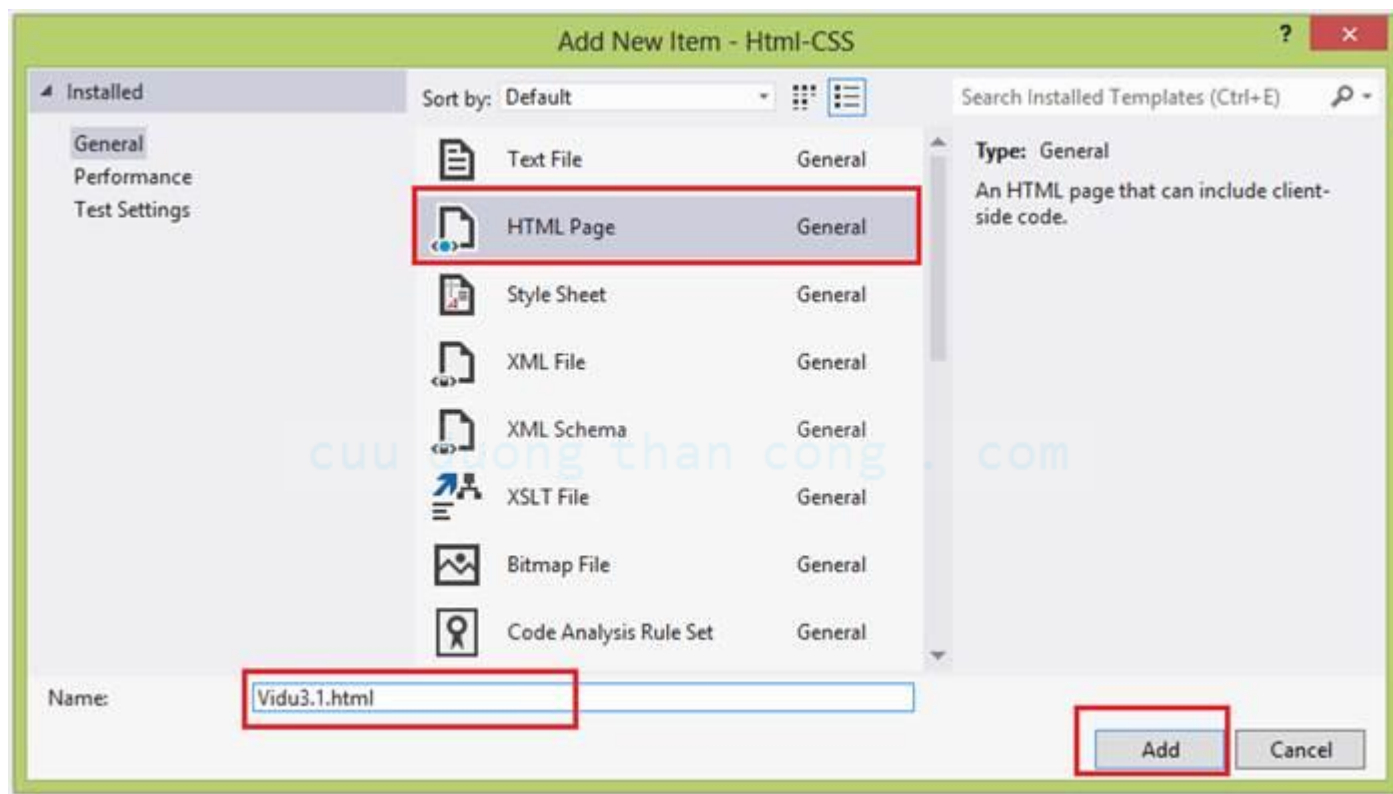 Add New Item - Html-CSS
?
Installed
General
Performance
Test Settings
Sort by: Default
Text File General
HTML Page General
Style Sheet General
XML File General
XML Schema General
XSLT File General
Bitmap File General
Code Analysis Rule Set General
Search Installed Templates (Ctrl+E)
Type: General
An HTML page that can include client-
side code.
cuu duong than cong . com
Name: Vidu3.1.html
Add Cancel